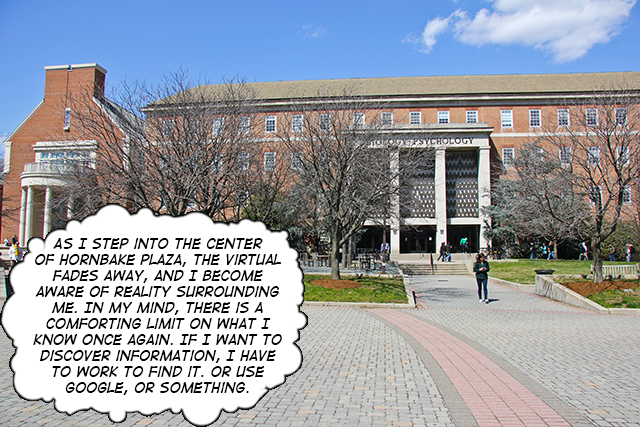 BIOLOGY-PSYCHOLOGY
AS I STEP INTO THE CENTER
OF HORNBAKE PLAZA, THE VIRTUAL
FADES AWAY, AND I BECOME
AWARE OF REALITY SURROUNDING
ME. IN MY MIND, THERE IS A
COMFORTING LIMIT ON WHAT I
KNOW ONCE AGAIN. IF I WANT TO
DISCOVER INFORMATION, I HAVE
TO WORK TO FIND IT. OR USE
GOOGLE, OR SOMETHING.